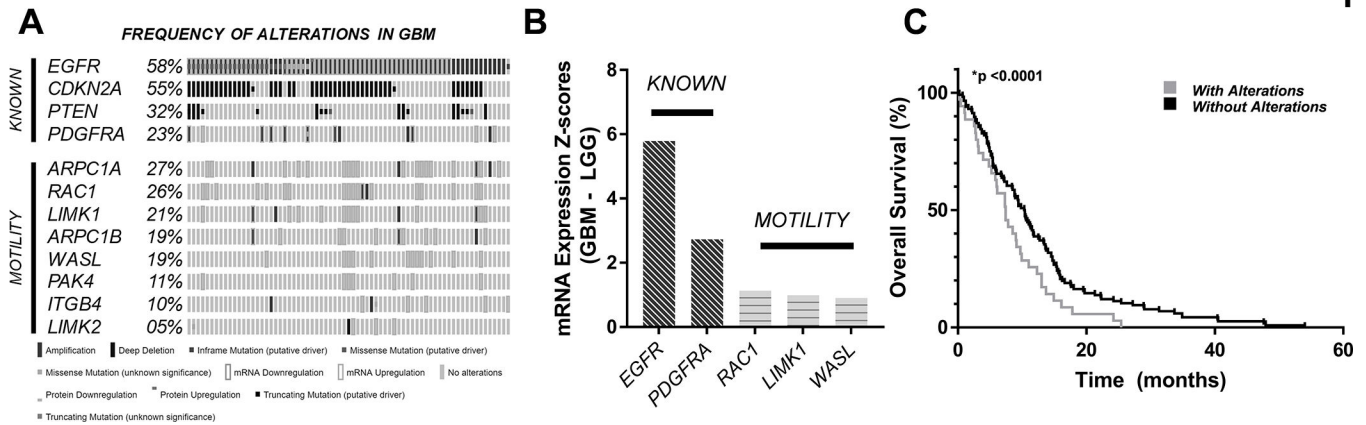 A
FREQUENCY OF ALTERATIONS IN GBM
KNOWN
EGFR 58%
CDKN2A 55%
PTEN 32%
PDGFRA 23%
MOTILITY
ARPC1A 27%
RAC1 26%
LIMK1 21%
ARPC1B 19%
WASL 19%
PAK4 11%
ITGB4 10%
LIMK2 05%
Amplification Deep Deletion Inframe Mutation (putative driver) Missense Mutation (putative driver)
Missense Mutation (unknown significance) mRNA Downregulation mRNA Upregulation No alterations
Protein Downregulation Protein Upregulation Truncating Mutation (putative driver)
Truncating Mutation (unknown significance)
B
mRNA Expression Z-scores
(GBM - LGG)
8
6
4
2
0
KNOWN
MOTILITY
EGFR
PDGFRA
RAC1
LIMK1
WASL
C
Overall Survival (%)
100
50
0
*p <0.0001
With Alterations
Without Alterations
0 20 40 60
Time (months)